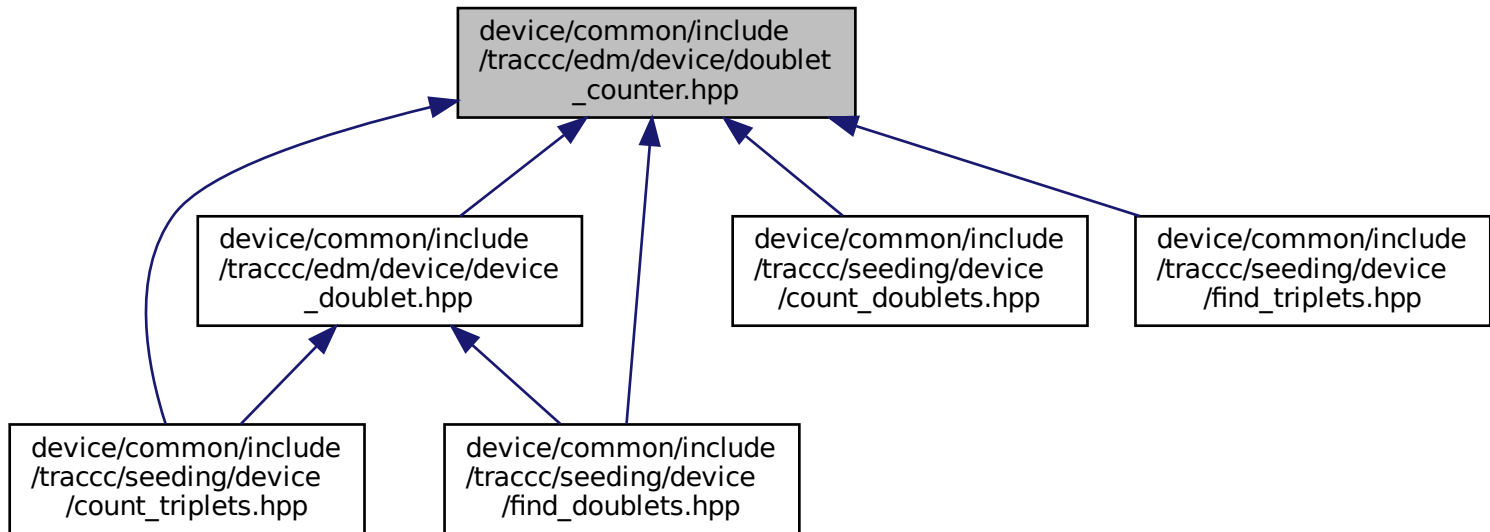 device/common/include
/traccc/edm/device/doublet
_counter.hpp
device/common/include
/traccc/edm/device/device
_doublet.hpp
device/common/include
/traccc/seeding/device
/count_doublets.hpp
device/common/include
/traccc/seeding/device
/find_triplets.hpp
device/common/include
/traccc/seeding/device
/count_triplets.hpp
device/common/include
/traccc/seeding/device
/find_doublets.hpp